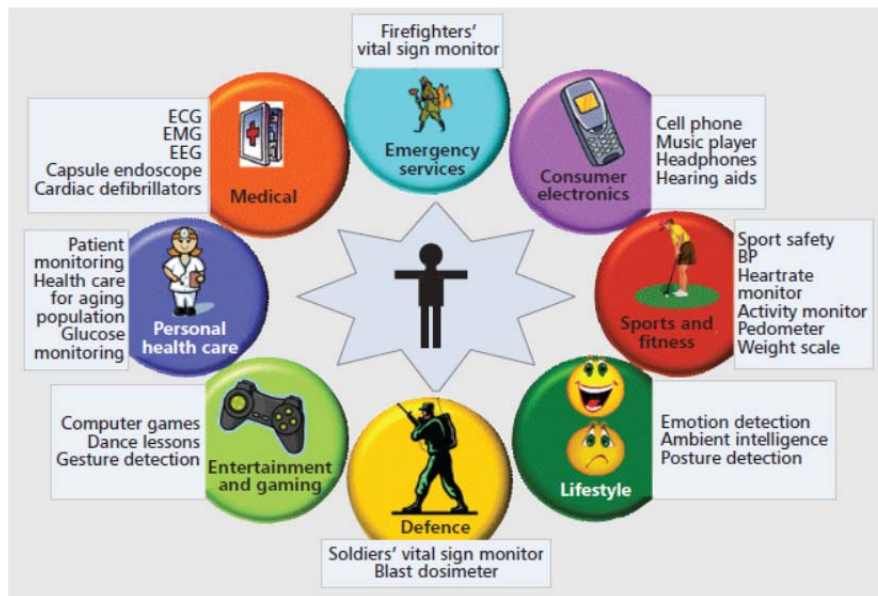 Firefighters'
vital sign monitor
Emergency
services
ECG
EMG
EEG
Capsule endoscope
Cardiac defibrillators
Medical
Cell phone
Music player
Headphones
Hearing aids
Consumer
electronics
Patient
monitoring
Health care
for aging
population
Glucose
monitoring
Personal
health care
Sport safety
BP
Heartrate
monitor
Activity monitor
Pedometer
Weight scale
Sports and
fitness
Computer games
Dance lessons
Gesture detection
Entertainment
and gaming
Emotion detection
Ambient intelligence
Posture detection
Lifestyle
Defence
Soldiers' vital sign monitor
Blast dosimeter